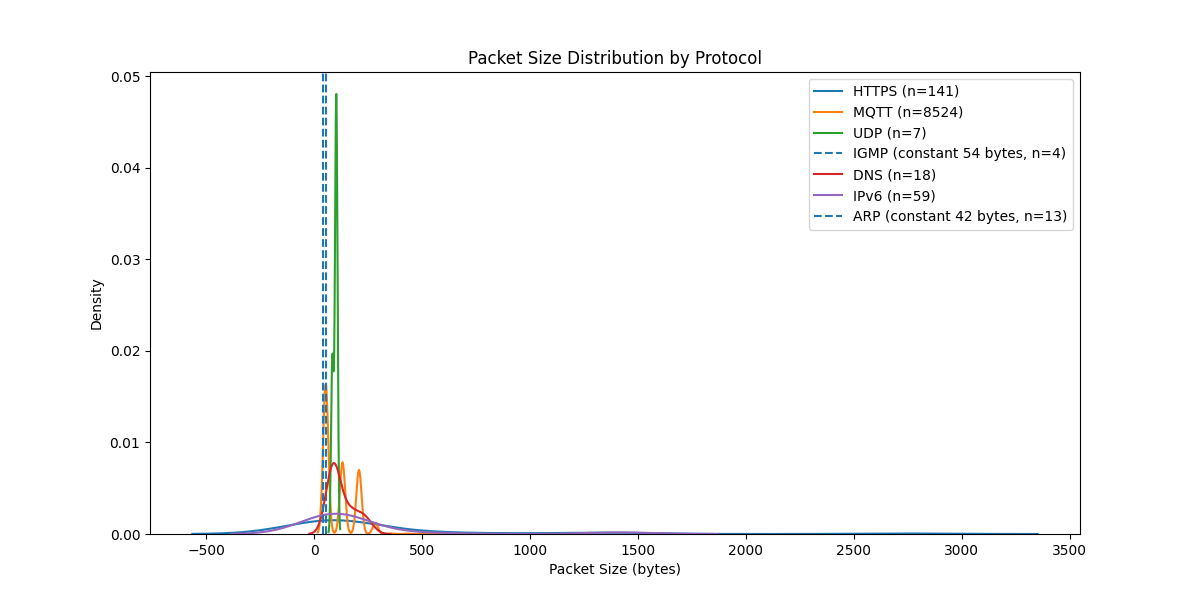 Packet Size Distribution by Protocol
0.05
0.04
0.03
0.02
0.01
0.00
Density
HTTPS (n=141)
MQTT (n=8524)
UDP (n=7)
IGMP (constant 54 bytes, n=4)
DNS (n=18)
IPv6 (n=59)
ARP (constant 42 bytes, n=13)
−500 0 500 1000 1500 2000 2500 3000 3500
Packet Size (bytes)